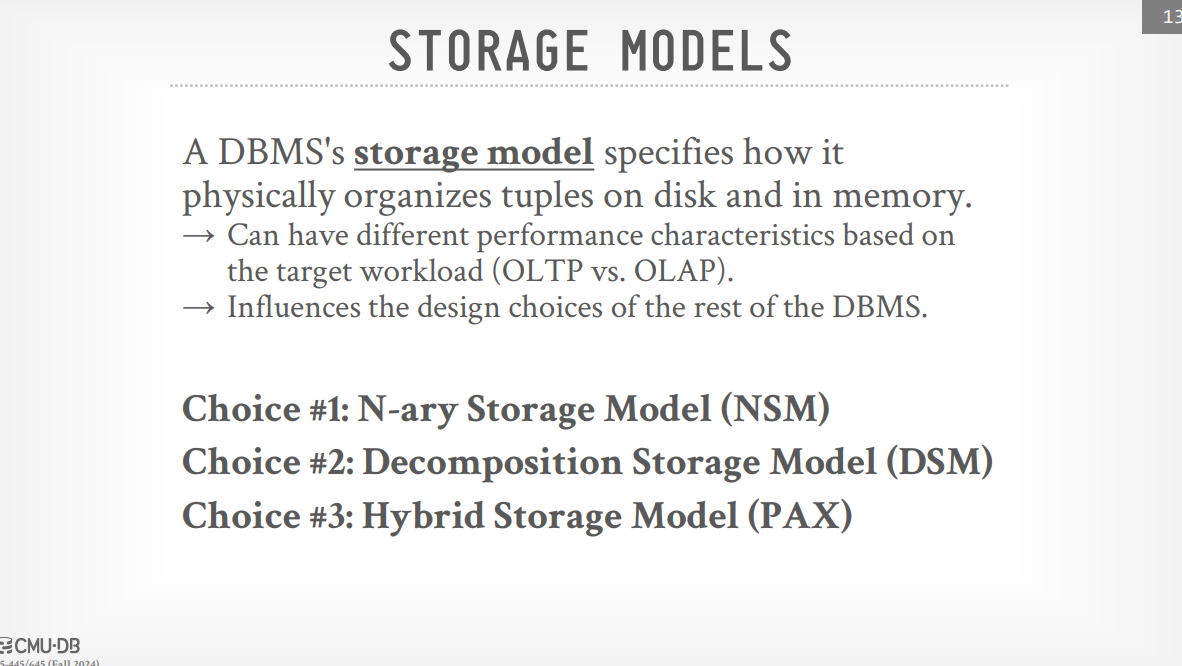 13
STORAGE MODELS
A DBMS's storage model specifies how it
physically organizes tuples on disk and in memory.
→ Can have different performance characteristics based on
the target workload (OLTP vs. OLAP).
→ Influences the design choices of the rest of the DBMS.
Choice #1: N-ary Storage Model (NSM)
Choice #2: Decomposition Storage Model (DSM)
Choice #3: Hybrid Storage Model (PAX)
CMU·DB
5-445/645 (Fall 2024)